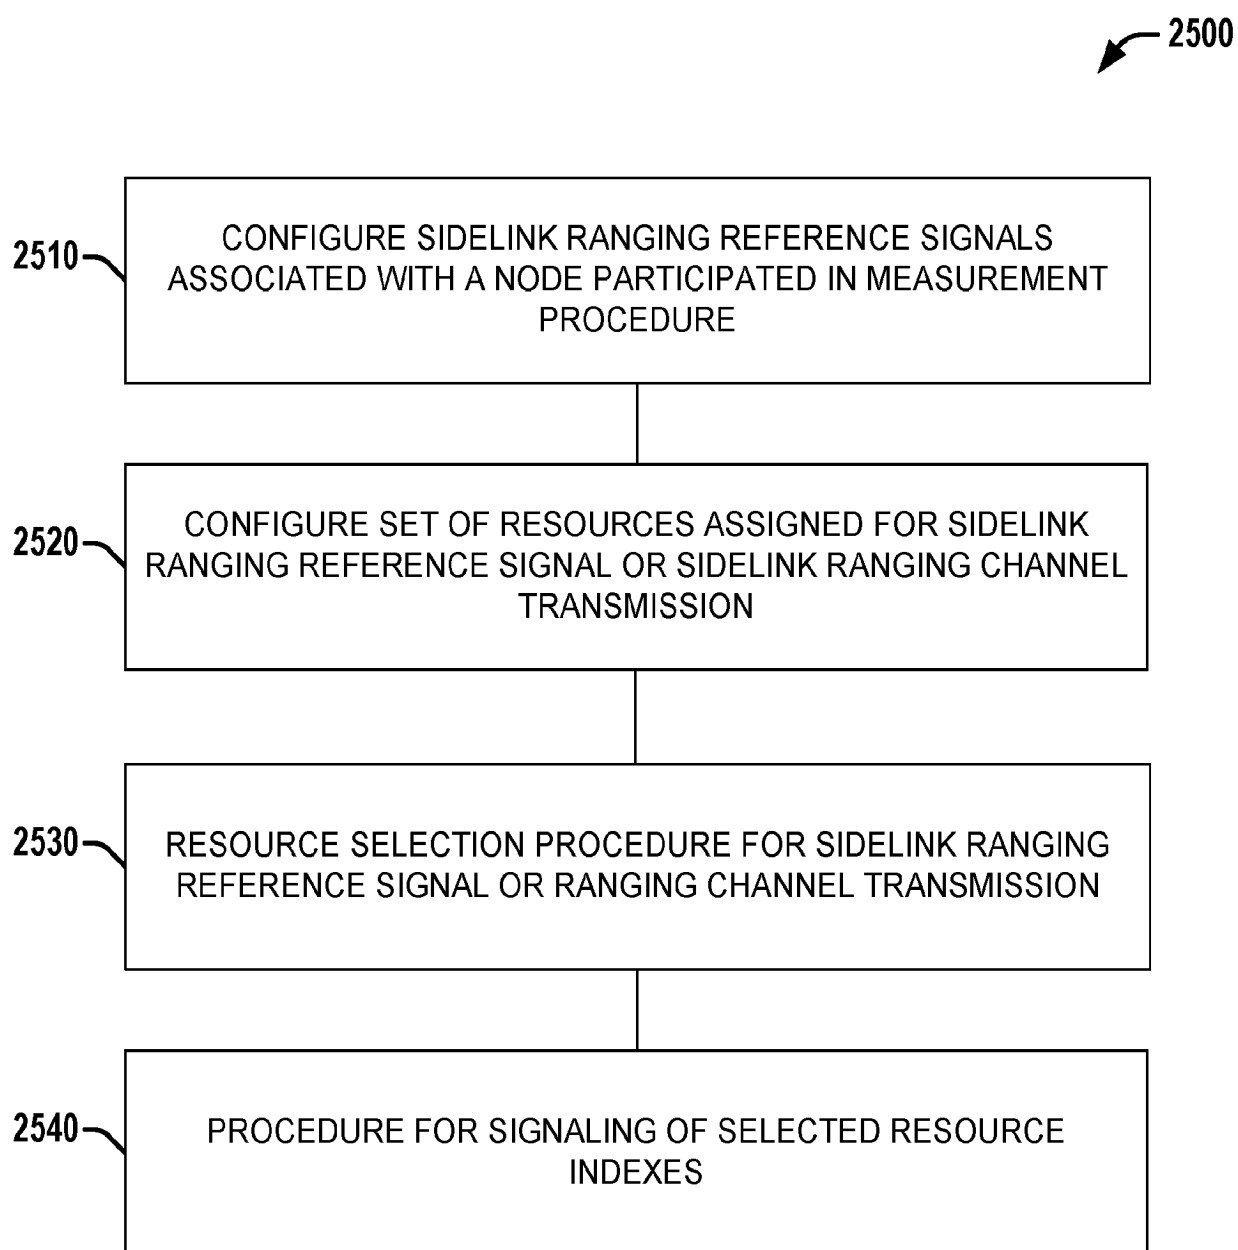 2500
2510
CONFIGURE SIDELINK RANGING REFERENCE SIGNALS
ASSOCIATED WITH A NODE PARTICIPATED IN MEASUREMENT
PROCEDURE
2520
CONFIGURE SET OF RESOURCES ASSIGNED FOR SIDELINK
RANGING REFERENCE SIGNAL OR SIDELINK RANGING CHANNEL
TRANSMISSION
2530
RESOURCE SELECTION PROCEDURE FOR SIDELINK RANGING
REFERENCE SIGNAL OR RANGING CHANNEL TRANSMISSION
2540
PROCEDURE FOR SIGNALING OF SELECTED RESOURCE
INDEXES